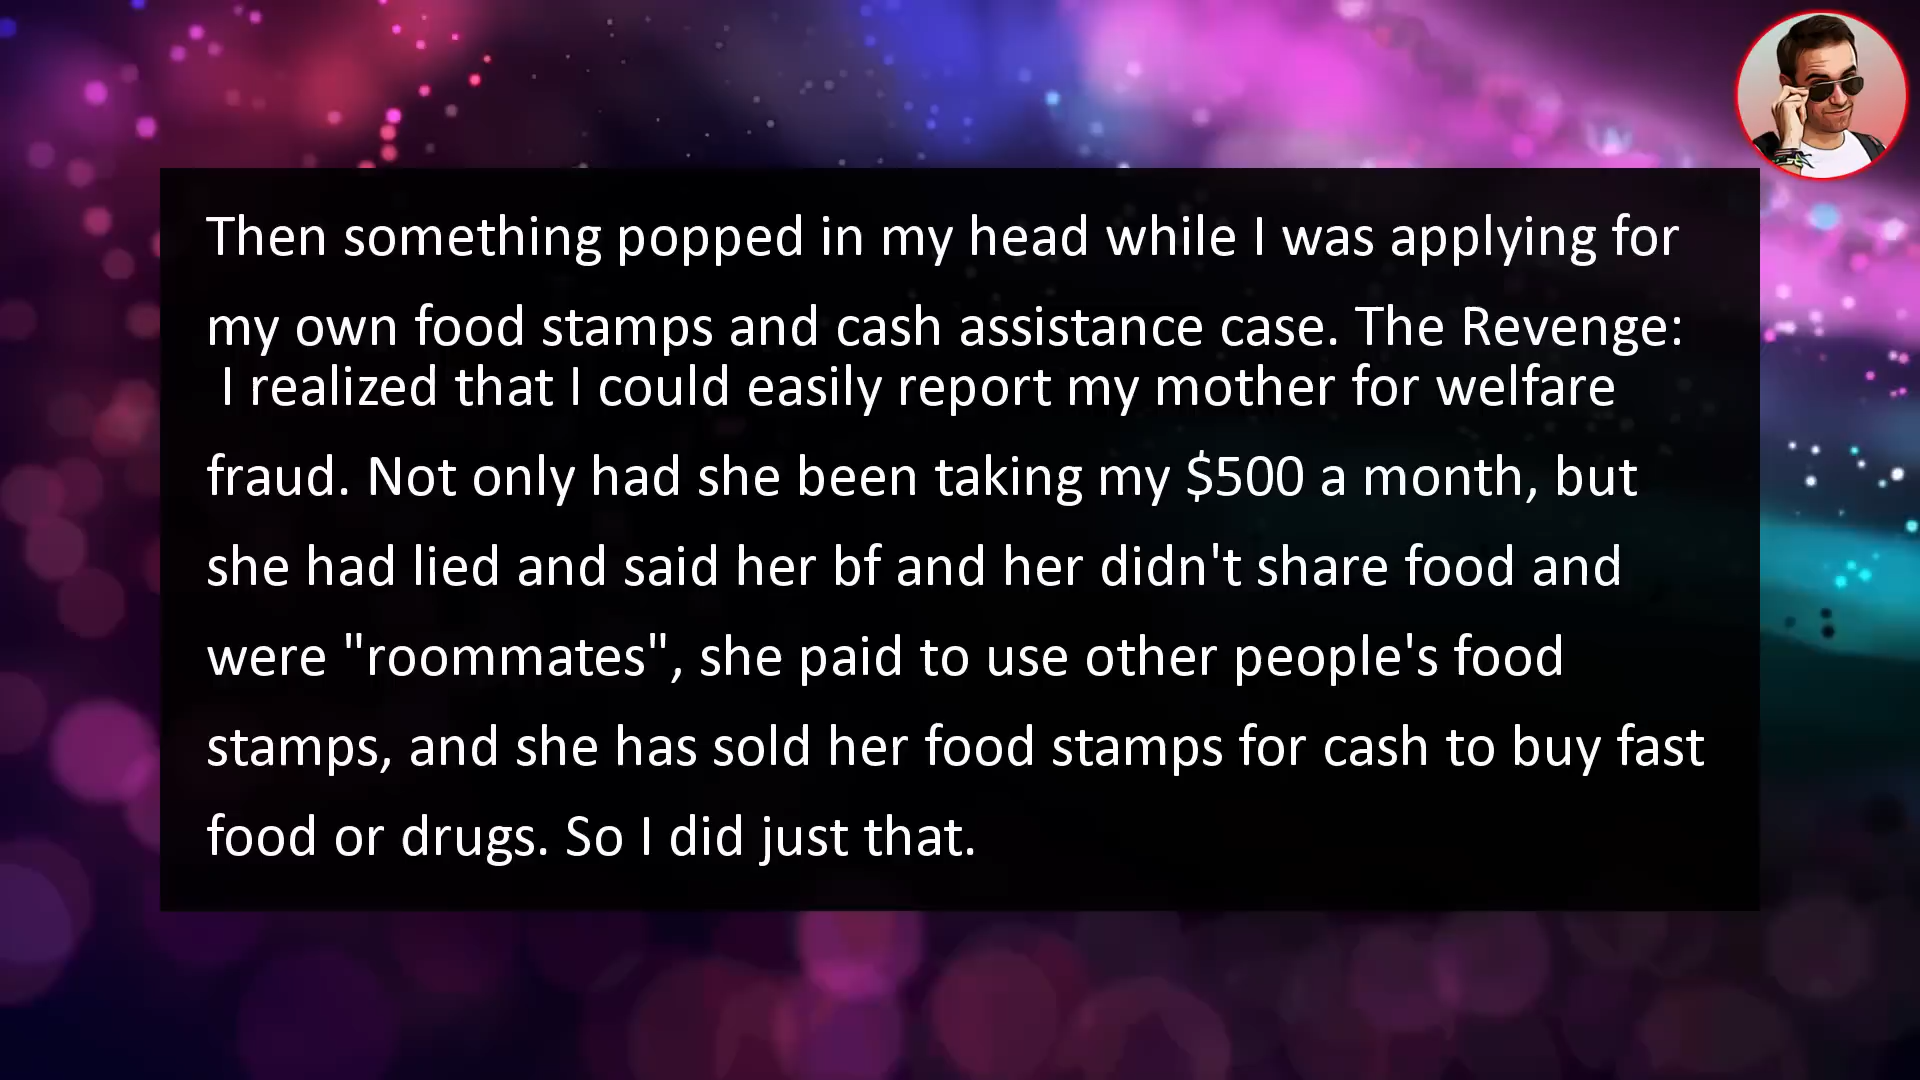 Then something popped in my head while I was applying for
my own food stamps and cash assistance case. The Revenge:
I realized that I could easily report my mother for welfare
fraud. Not only had she been taking my $500 a month, but
she had lied and said her bf and her didn't share food and
were "roommates", she paid to use other people's food
stamps, and she has sold her food stamps for cash to buy fast
food or drugs. So I did just that.